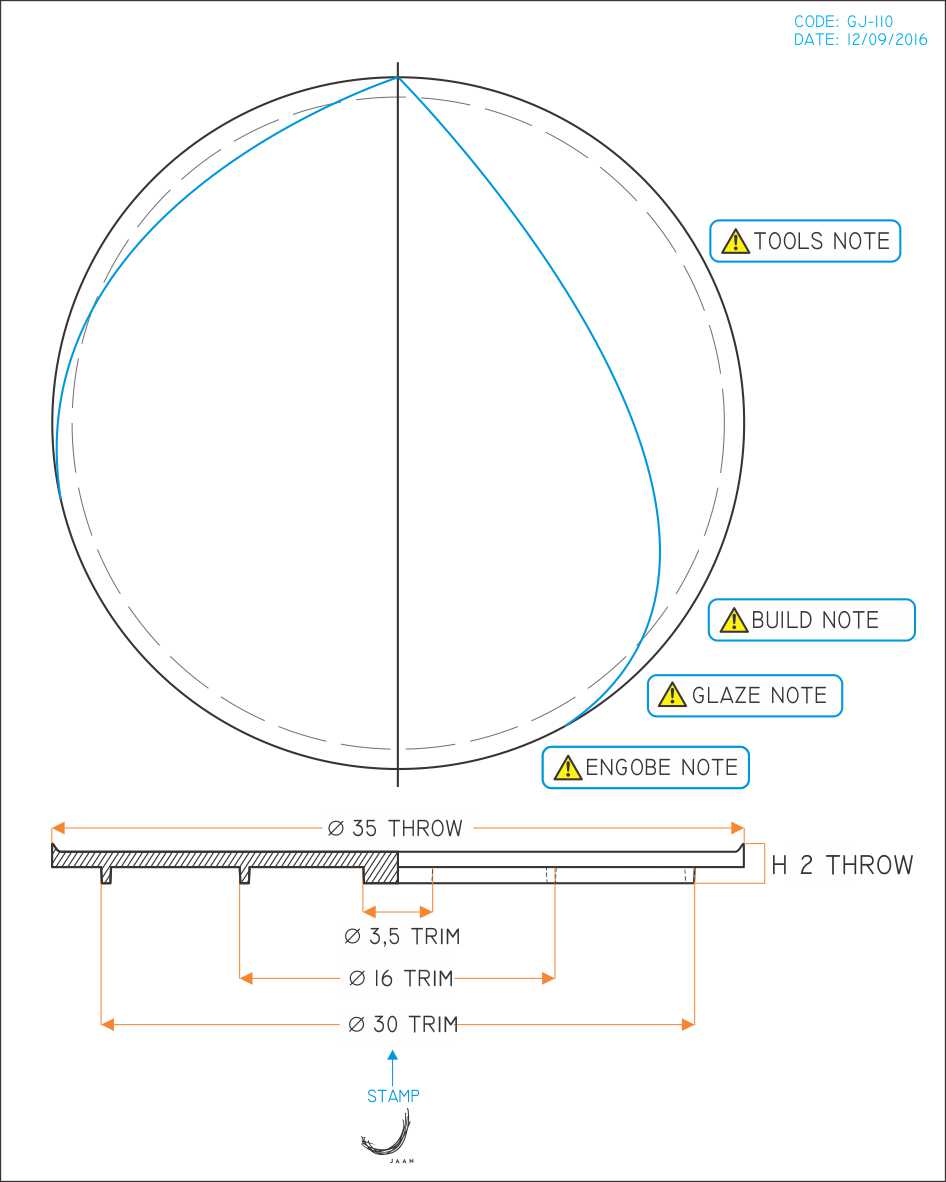 CODE: GJ-110
DATE: 12/09/2016
TOOLS NOTE
BUILD NOTE
GLAZE NOTE
ENGOBE NOTE
Ø 35 THROW
H 2 THROW
Ø 3,5 TRIM
Ø 16 TRIM
Ø 30 TRIM
STAMP
JAAN